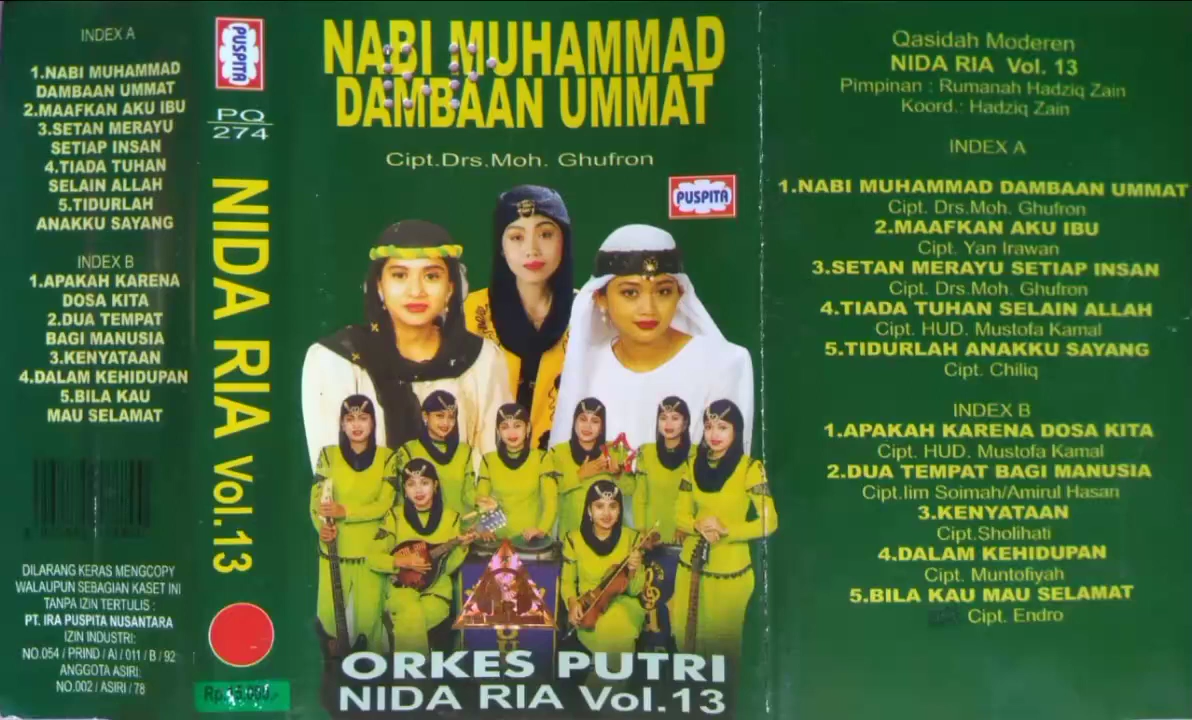 INDEX A
1.NABI MUHAMMAD
DAMBAAN UMMAT
2.MAAFKAN AKU IBU
3.SETAN MERAYU
SETIAP INSAN
4.TIADA TUHAN
SELAIN ALLAH
5.TIDURLAH
ANAKKU SAYANG
INDEX B
1.APAKAH KARENA
DOSA KITA
2.DUA TEMPAT
BAGI MANUSIA
3.KENYATAAN
4.DALAM KEHIDUPAN
5.BILA KAU
MAU SELAMAT
DILARANG KERAS MENGCOPY
WALAUPUN SEBAGIAN KASET INI
TANPA IZIN TERTULIS :
PT. IRA PUSPITA NUSANTARA
IZIN INDUSTRI:
NO.054 / PRIND / AI / 011 / B / 92
ANGGOTA ASIRI:
NO.002 / ASIRI / 78
PUSPITA
PQ
274
NIDA RIA Vol.13
NABI MUHAMMAD
DAMBAAN UMMAT
Cipt.Drs.Moh. Ghufron
PUSPITA
ORKES PUTRI
NIDA RIA Vol.13
Qasidah Moderen
NIDA RIA Vol. 13
Pimpinan : Rumanah Hadziq Zain
Koord.: Hadziq Zain
INDEX A
1.NABI MUHAMMAD DAMBAAN UMMAT
Cipt. Drs.Moh. Ghufron
2.MAAFKAN AKU IBU
Cipt. Yan Irawan
3.SETAN MERAYU SETIAP INSAN
Cipt. Drs.Moh. Ghufron
4.TIADA TUHAN SELAIN ALLAH
Cipt. HUD. Mustofa Kamal
5.TIDURLAH ANAKKU SAYANG
Cipt. Chiliq
INDEX B
1.APAKAH KARENA DOSA KITA
Cipt. HUD. Mustofa Kamal
2.DUA TEMPAT BAGI MANUSIA
Cipt.Iim Soimah/Amirul Hasan
3.KENYATAAN
Cipt.Sholihati
4.DALAM KEHIDUPAN
Cipt. Muntofiyah
5.BILA KAU MAU SELAMAT
Cipt. Endro